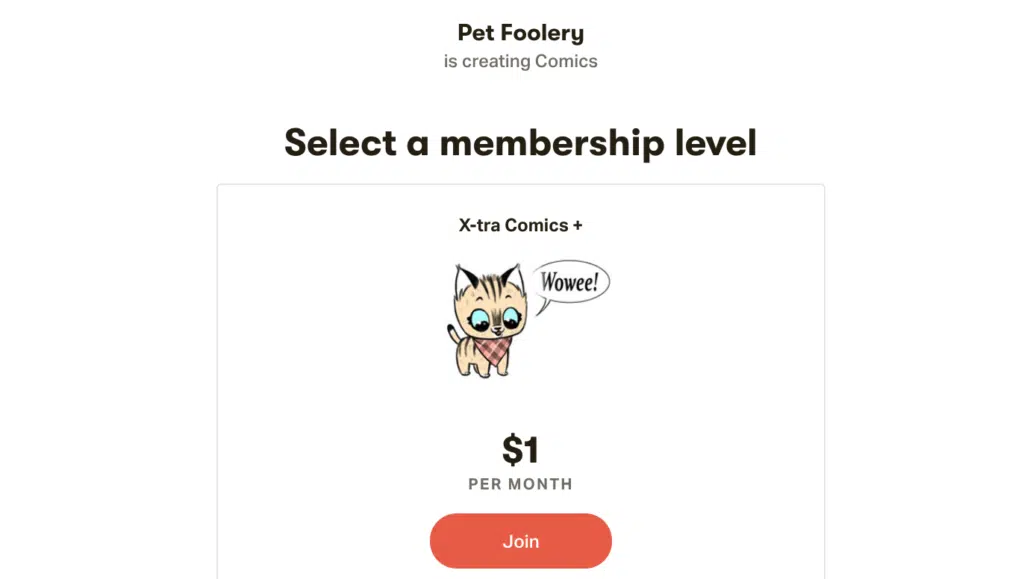 Pet Foolery
is creating Comics
Select a membership level
X-tra Comics +
Wowee!
$1
PER MONTH
Join